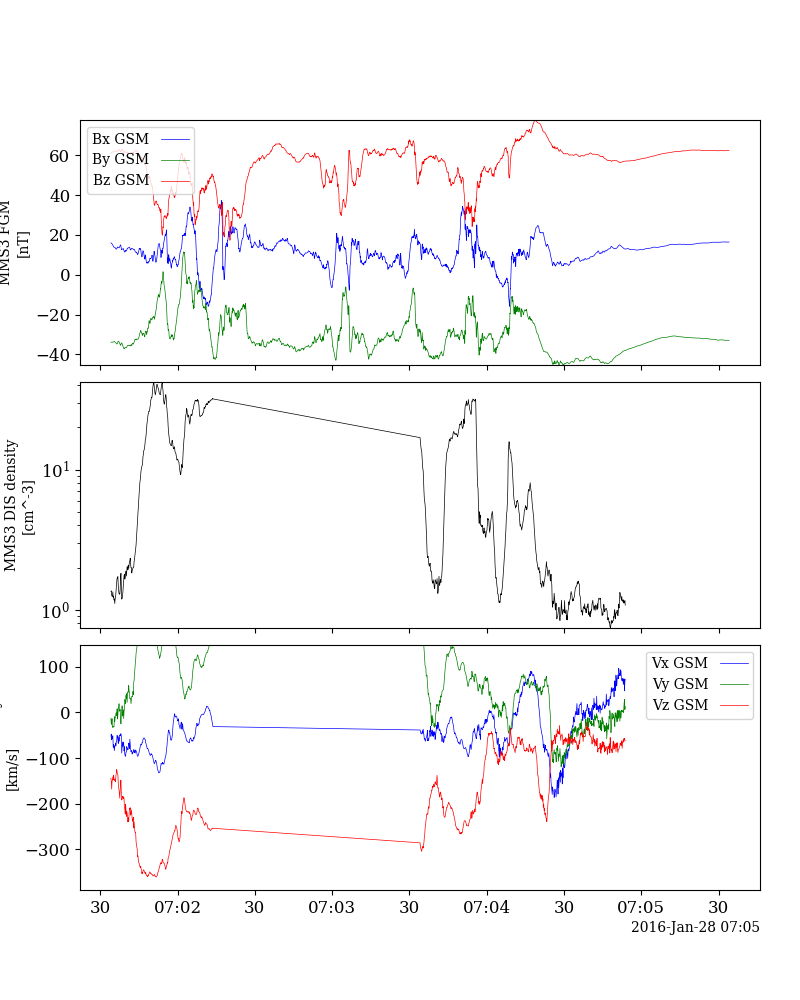 Bx GSM
By GSM
Bz GSM
60
40
20
0
−20
−40
MMS3 FGM
[nT]
10^1
10^0
MMS3 DIS density
[cm^-3]
Vx GSM
Vy GSM
Vz GSM
100
0
−100
−200
−300
[km/s]
30 07:02 30 07:03 30 07:04 30 07:05 30
2016-Jan-28 07:05